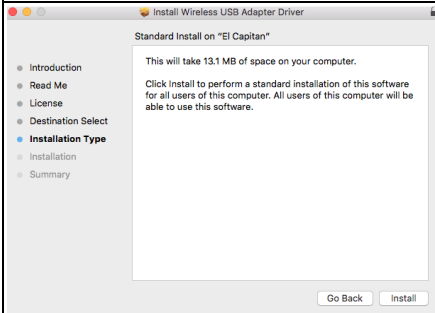 Install Wireless USB Adapter Driver
Standard Install on “El Capitan”
Introduction
Read Me
License
Destination Select
Installation Type
Installation
Summary
This will take 13.1 MB of space on your computer.
Click Install to perform a standard installation of this software
for all users of this computer. All users of this computer will be
able to use this software.
Go Back
Install